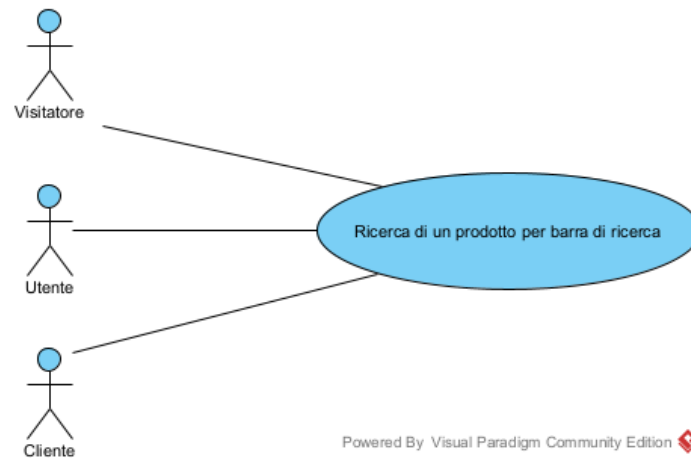 Visitatore
Ricerca di un prodotto per barra di ricerca
Utente
Cliente
Powered By Visual Paradigm Community Edition